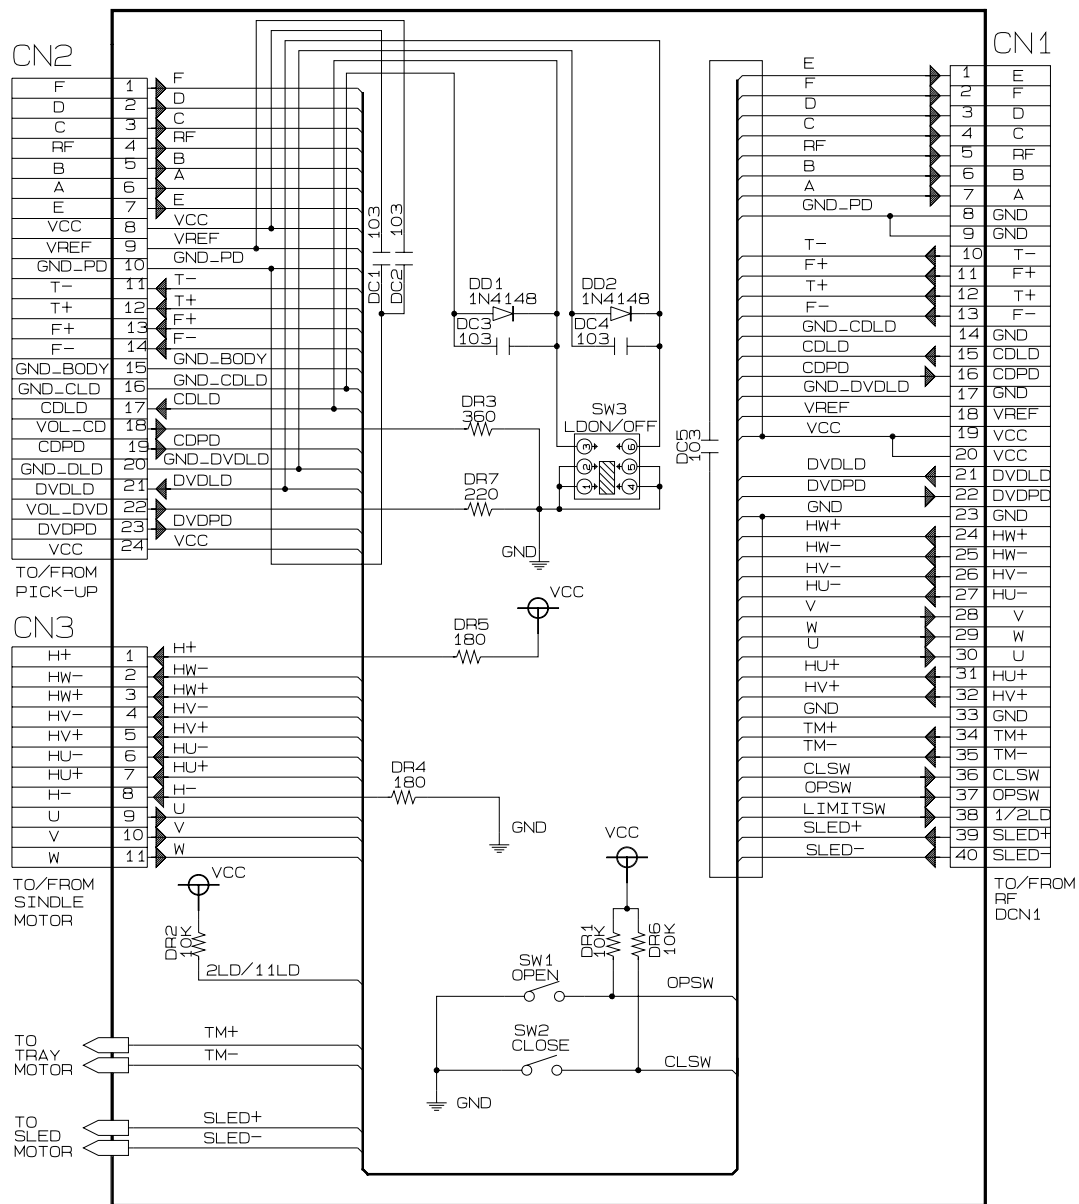 CN2
F 1 F
D 2 D
C 3 C
RF 4 RF
B 5 B
A 6 A
E 7 E
VCC 8 VCC
VREF 9 VREF
GND_PD 10 GND_PD
T- 11 T-
T+ 12 T+
F+ 13 F+
F- 14 F-
GND_BODY 15 GND_BODY
GND_CLD 16 GND_CDLD
CDLD 17 CDLD
VOL_CD 18
CDPD 19 CDPD
GND_DLD 20 GND_DVDLD
DVDLD 21 DVDLD
VOL_DVD 22
DVDPD 23 DVDPD
VCC 24 VCC
TO/FROM
PICK-UP
CN3
H+ 1 H+
HW- 2 HW-
HW+ 3 HW+
HV- 4 HV-
HV+ 5 HV+
HU- 6 HU-
HU+ 7 HU+
H- 8 H-
U 9 U
V 10 V
W 11 W
TO/FROM
SINDLE
MOTOR
VCC
DR2
10K
2LD/11LD
TO
TRAY
MOTOR
TM+
TM-
TO
SLED
MOTOR
SLED+
SLED-
DC1 103
DC2 103
DD1
1N4148
DC3
103
DD2
1N4148
DC4
103
DR3
360
SW3
LDON/OFF
3 6
2 5
1 4
DR7
220
GND
VCC
DR5
180
DR4
180
GND
VCC
DR1
10K
DR6
10K
SW1
OPEN
OPSW
SW2
CLOSE
CLSW
GND
DC5
103
CN1
E 1 E
F 2 F
D 3 D
C 4 C
RF 5 RF
B 6 B
A 7 A
GND_PD 8 GND
9 GND
T- 10 T-
F+ 11 F+
T+ 12 T+
F- 13 F-
GND_CDLD 14 GND
CDLD 15 CDLD
CDPD 16 CDPD
GND_DVDLD 17 GND
VREF 18 VREF
VCC 19 VCC
20 VCC
DVDLD 21 DVDLD
DVDPD 22 DVDPD
GND 23 GND
HW+ 24 HW+
HW- 25 HW-
HV- 26 HV-
HU- 27 HU-
V 28 V
W 29 W
U 30 U
HU+ 31 HU+
HV+ 32 HV+
GND 33 GND
TM+ 34 TM+
TM- 35 TM-
CLSW 36 CLSW
OPSW 37 OPSW
LIMITSW 38 1/2LD
SLED+ 39 SLED+
SLED- 40 SLED-
TO/FROM
RF
DCN1